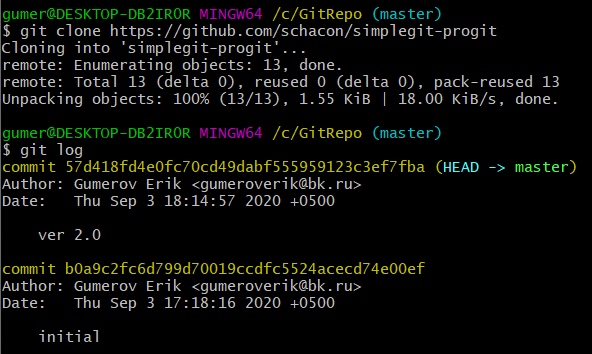 gumer@DESKTOP-DB2IROR MINGW64 /c/GitRepo (master)
$ git clone https://github.com/schacon/simplegit-progit
Cloning into 'simplegit-progit'...
remote: Enumerating objects: 13, done.
remote: Total 13 (delta 0), reused 0 (delta 0), pack-reused 13
Unpacking objects: 100% (13/13), 1.55 KiB | 18.00 KiB/s, done.
gumer@DESKTOP-DB2IROR MINGW64 /c/GitRepo (master)
$ git log
commit 57d418fd4e0fc70cd49dabf555959123c3ef7fba (HEAD -> master)
Author: Gumerov Erik <gumeroverik@bk.ru>
Date:   Thu Sep 3 18:14:57 2020 +0500
ver 2.0
commit b0a9c2fc6d799d70019ccdfc5524acecd74e00ef
Author: Gumerov Erik <gumeroverik@bk.ru>
Date:   Thu Sep 3 17:18:16 2020 +0500
initial